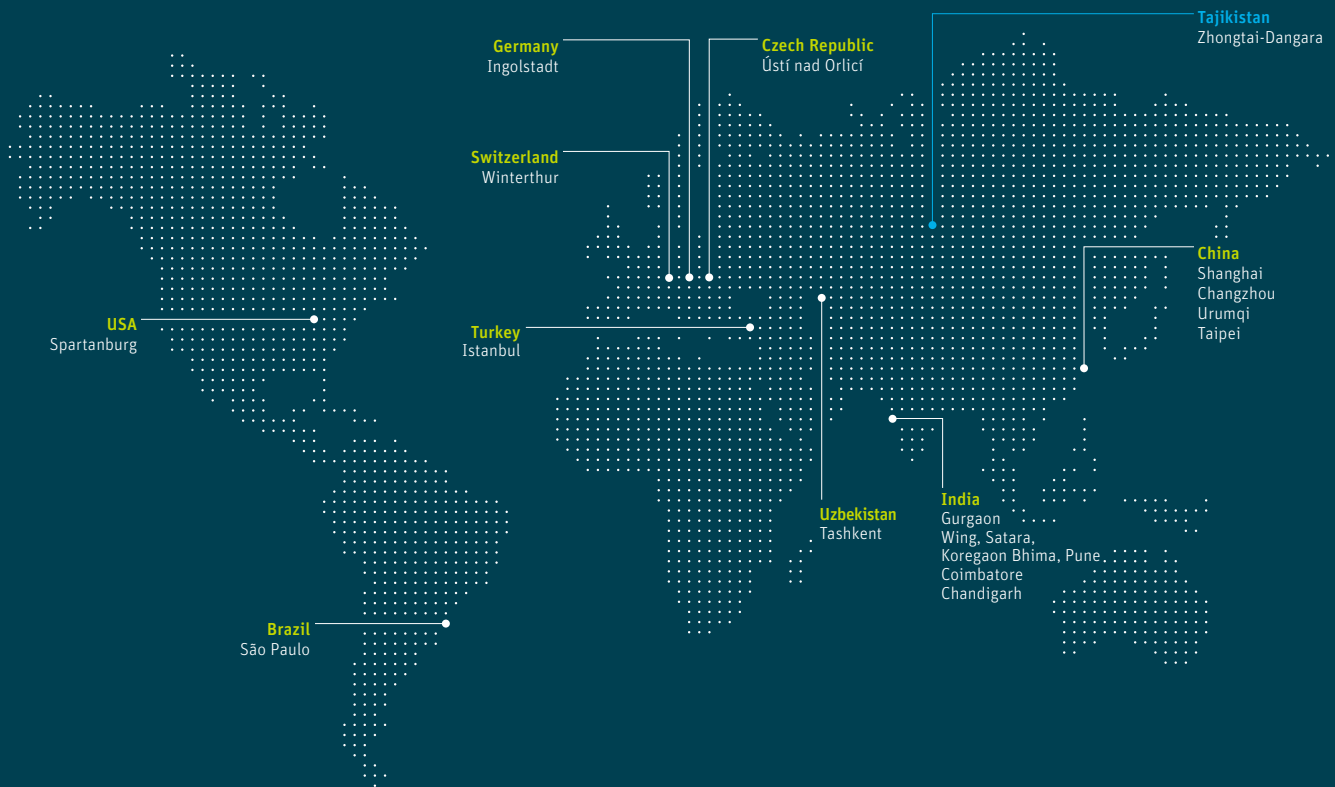 Tajikistan
Zhongtai-Dangara
Germany
Ingolstadt
Czech Republic
Ústí nad Orlicí
Switzerland
Winterthur
China
Shanghai
Changzhou
Urumqi
Taipei
USA
Spartanburg
Turkey
Istanbul
Uzbekistan
Tashkent
India
Gurgaon
Wing, Satara,
Koregaon Bhima, Pune
Coimbatore
Chandigarh
Brazil
São Paulo